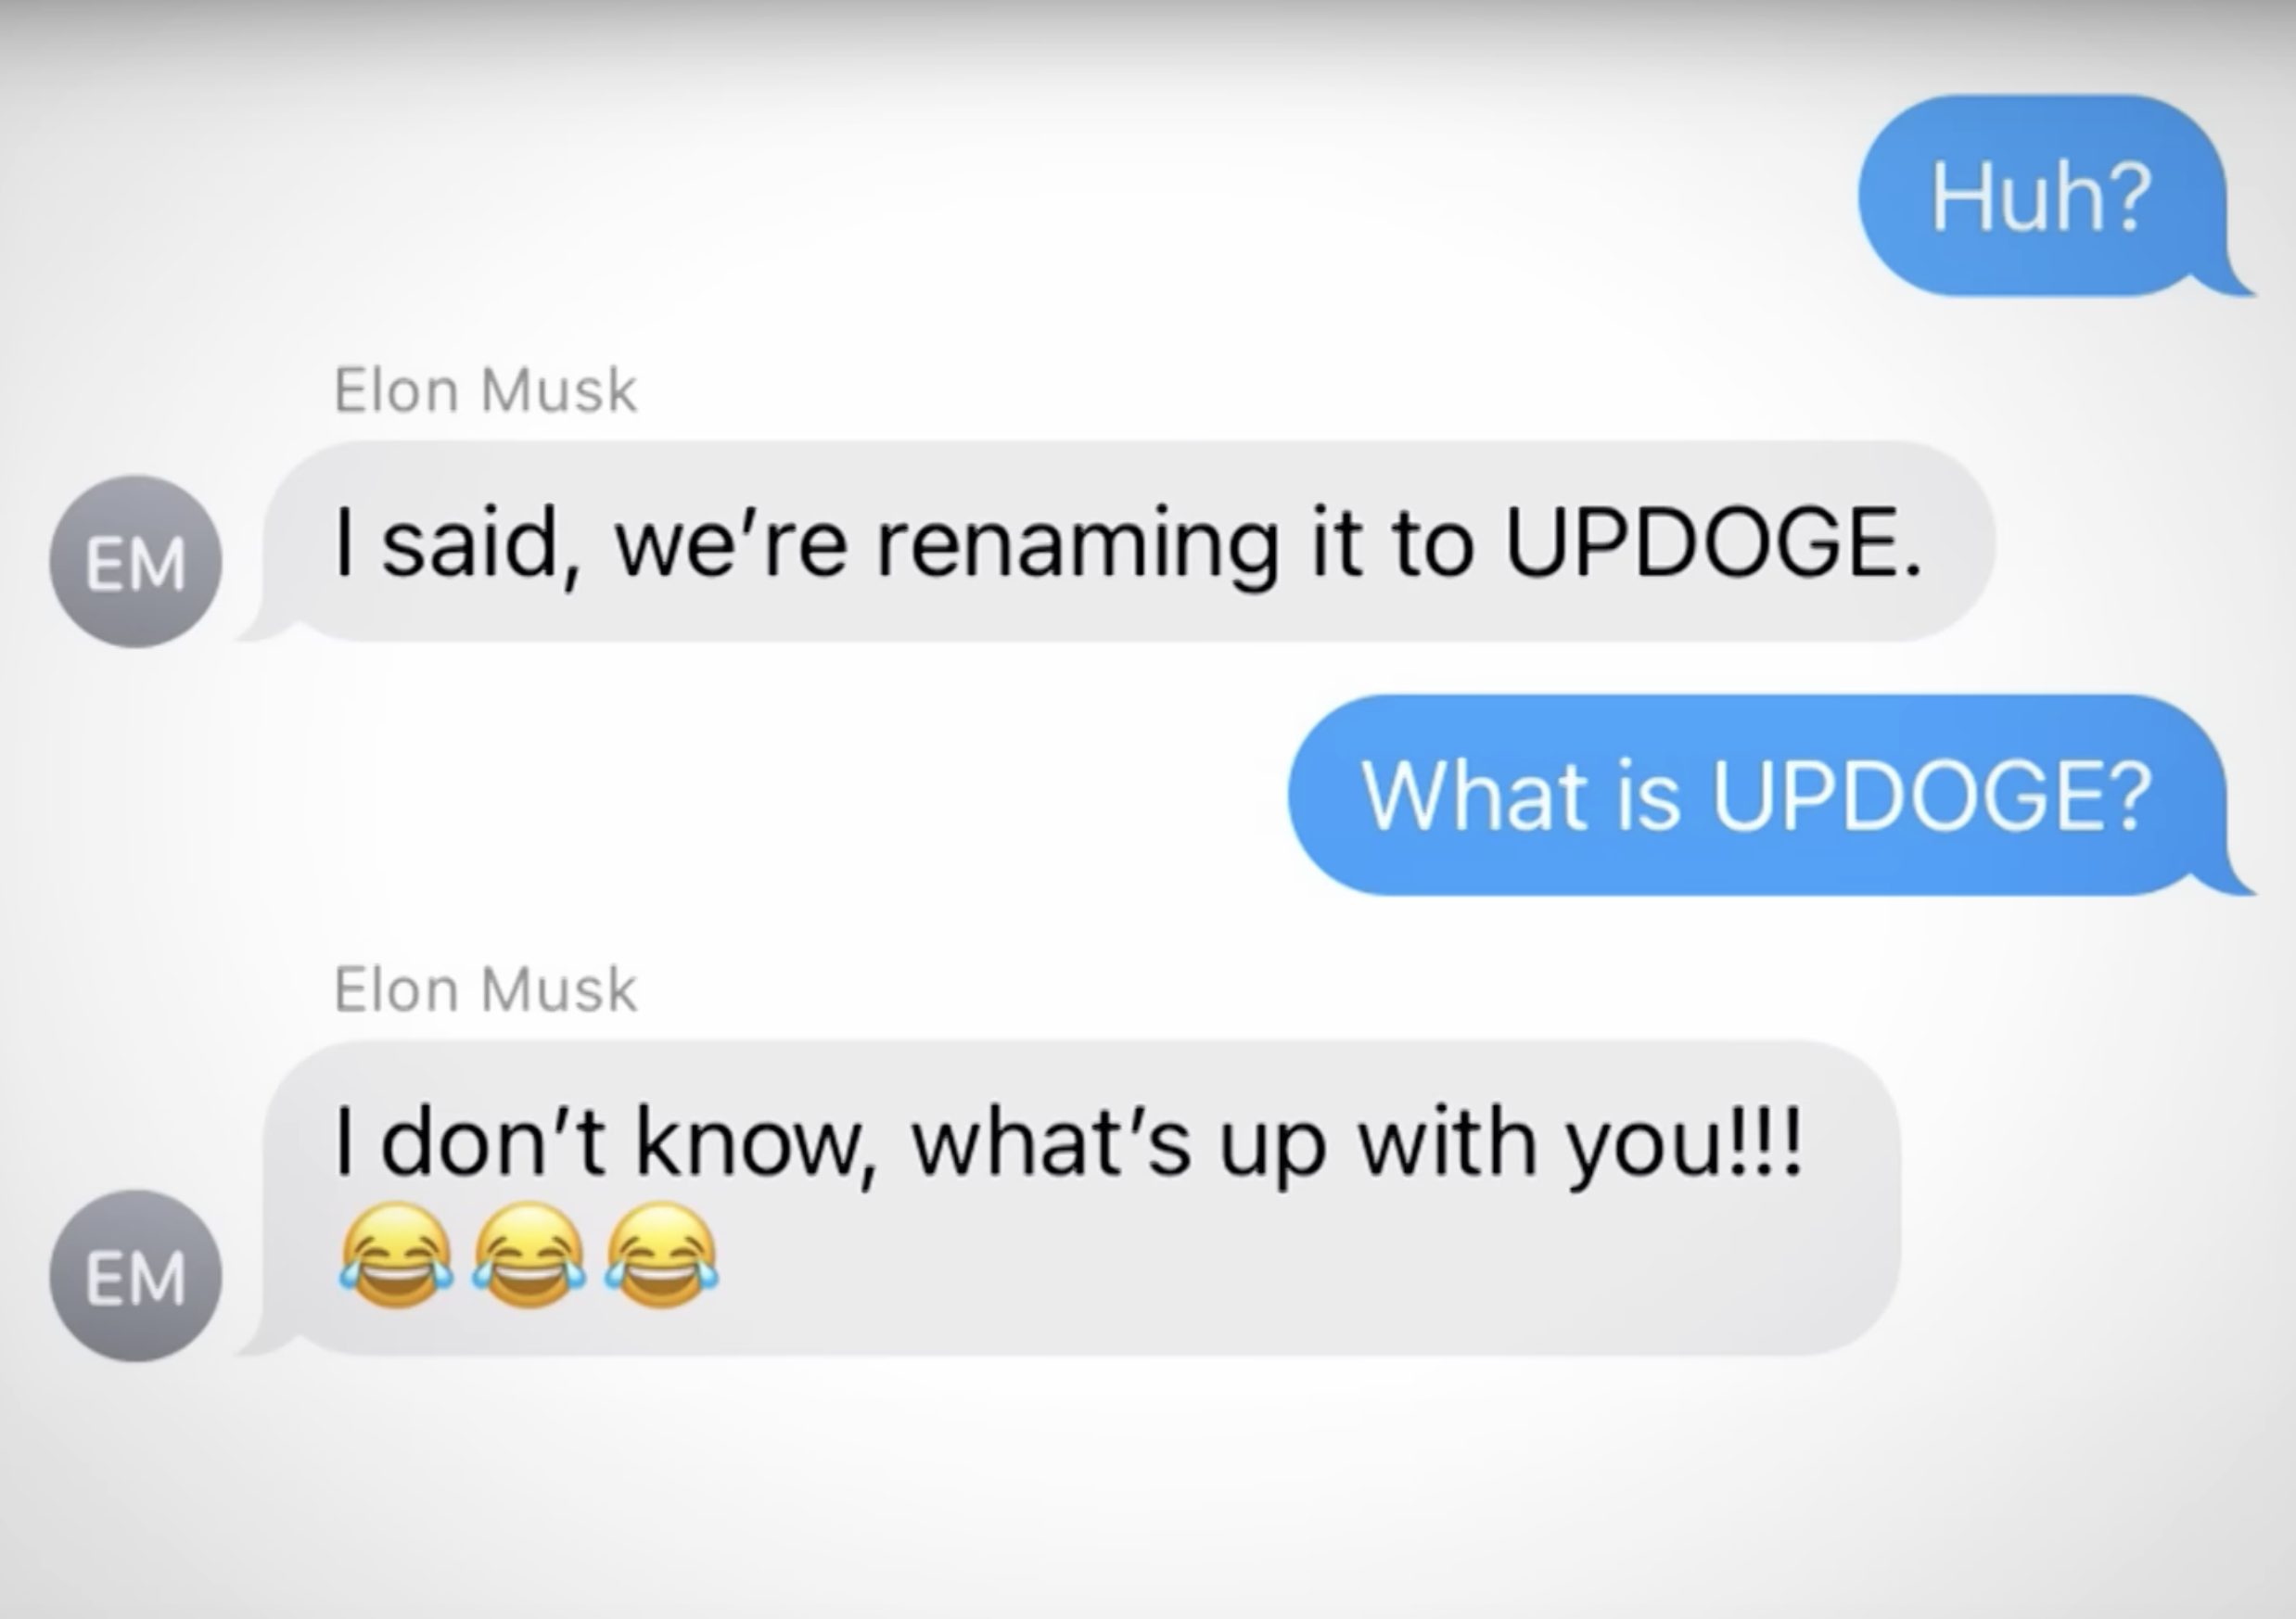 Huh?
Elon Musk
EM
I said, we’re renaming it to UPDOGE.
What is UPDOGE?
Elon Musk
I don’t know, what’s up with you!!!
😂😂😂
EM